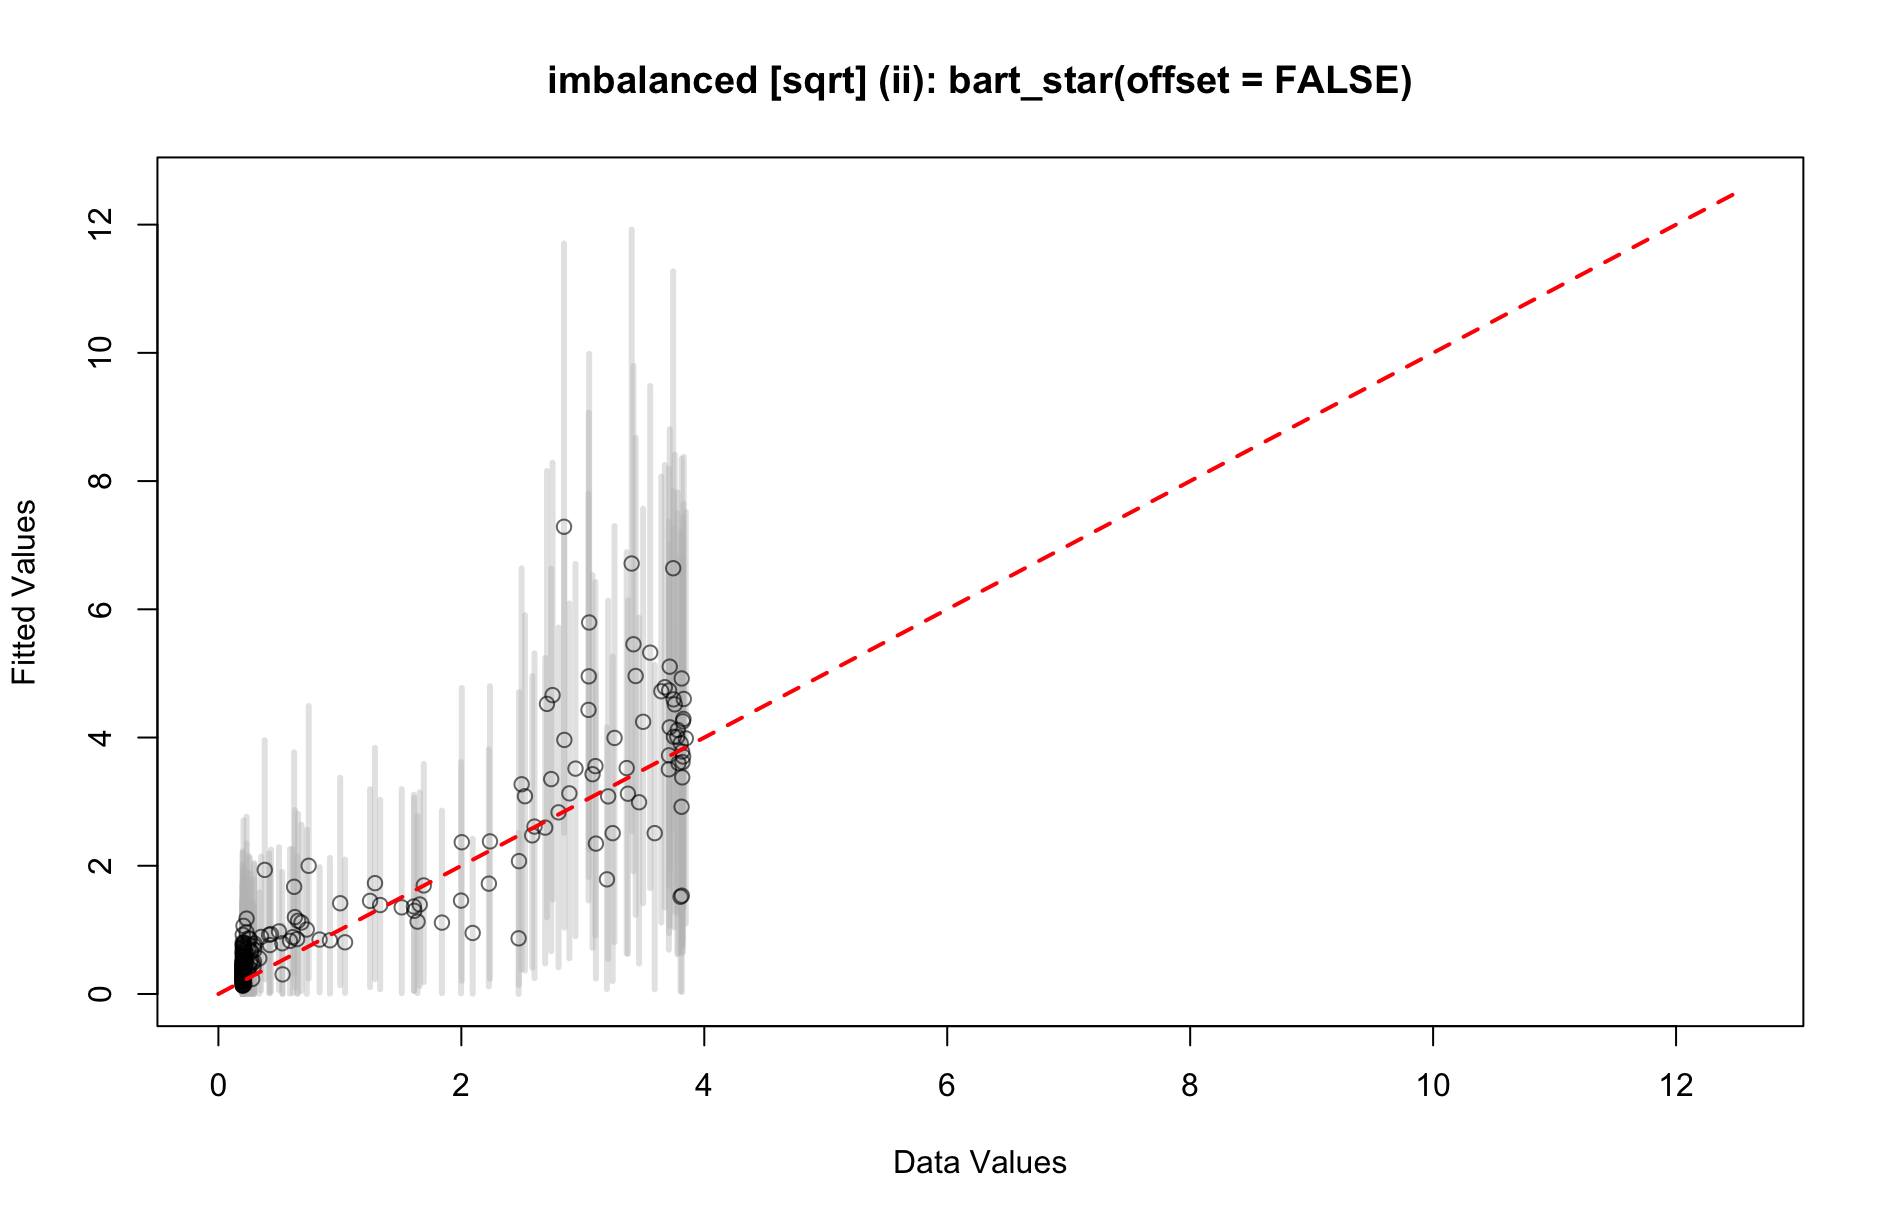 imbalanced [sqrt] (ii): bart_star(offset = FALSE)
Fitted Values
12
10
8
6
4
2
0
0 2 4 6 8 10 12
Data Values